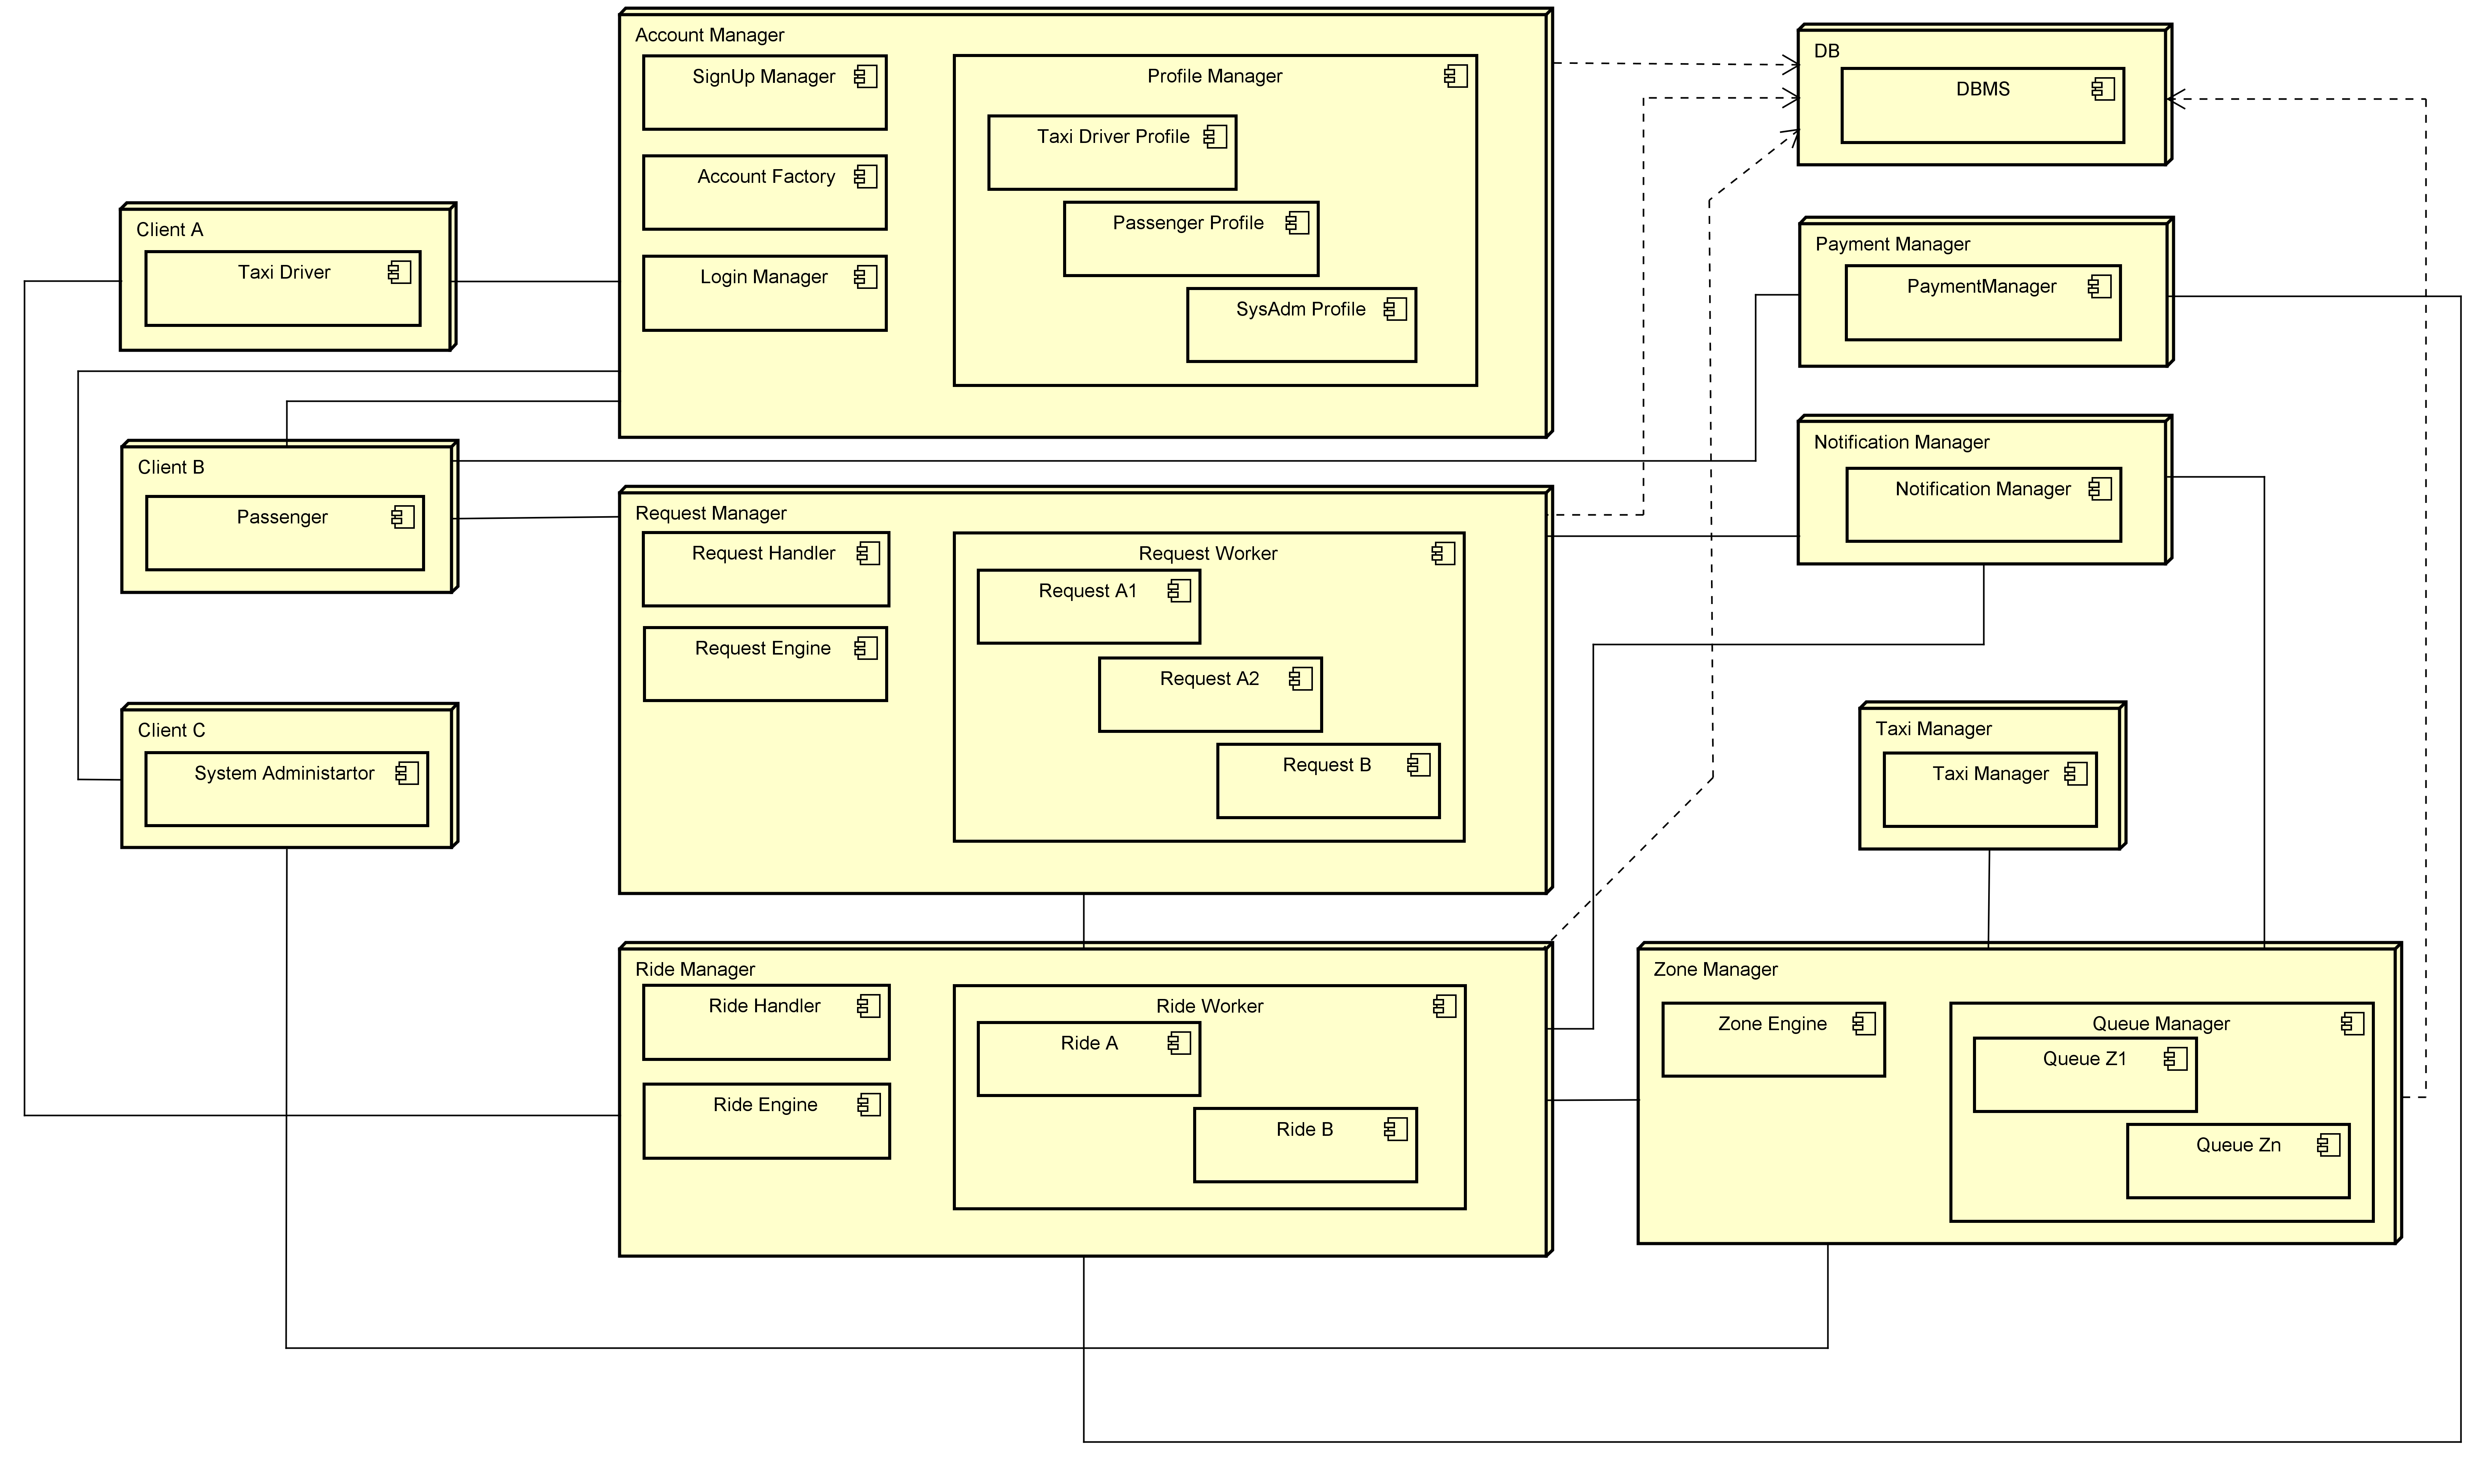 Account Manager
SignUp Manager
Account Factory
Login Manager
Profile Manager
Taxi Driver Profile
Passenger Profile
SysAdm Profile
DB
DBMS
Client A
Taxi Driver
Payment Manager
PaymentManager
Client B
Passenger
Request Manager
Request Handler
Request Engine
Request Worker
Request A1
Request A2
Request B
Notification Manager
Notification Manager
Client C
System Administartor
Taxi Manager
Taxi Manager
Ride Manager
Ride Handler
Ride Engine
Ride Worker
Ride A
Ride B
Zone Manager
Zone Engine
Queue Manager
Queue Z1
Queue Zn